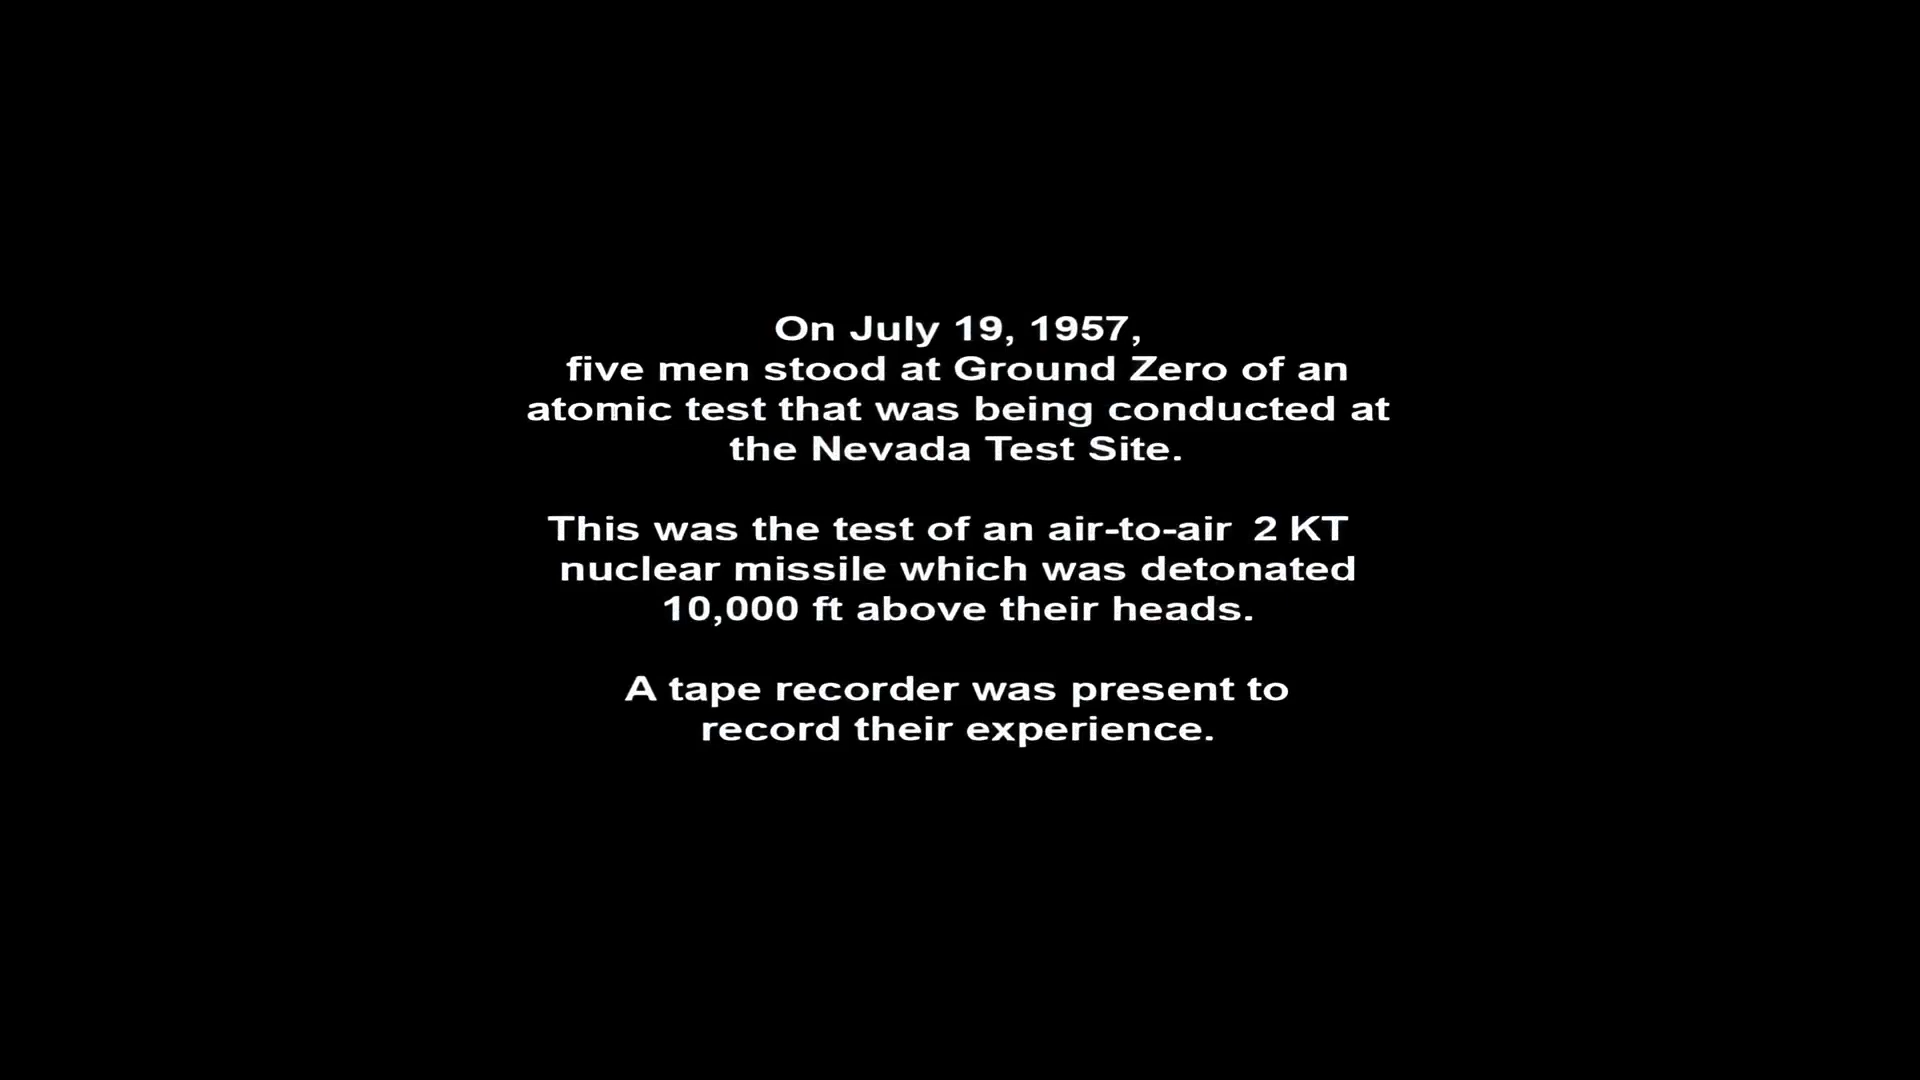 On July 19, 1957,
five men stood at Ground Zero of an
atomic test that was being conducted at
the Nevada Test Site.
This was the test of an air-to-air 2 KT
nuclear missile which was detonated
10,000 ft above their heads.
A tape recorder was present to
record their experience.